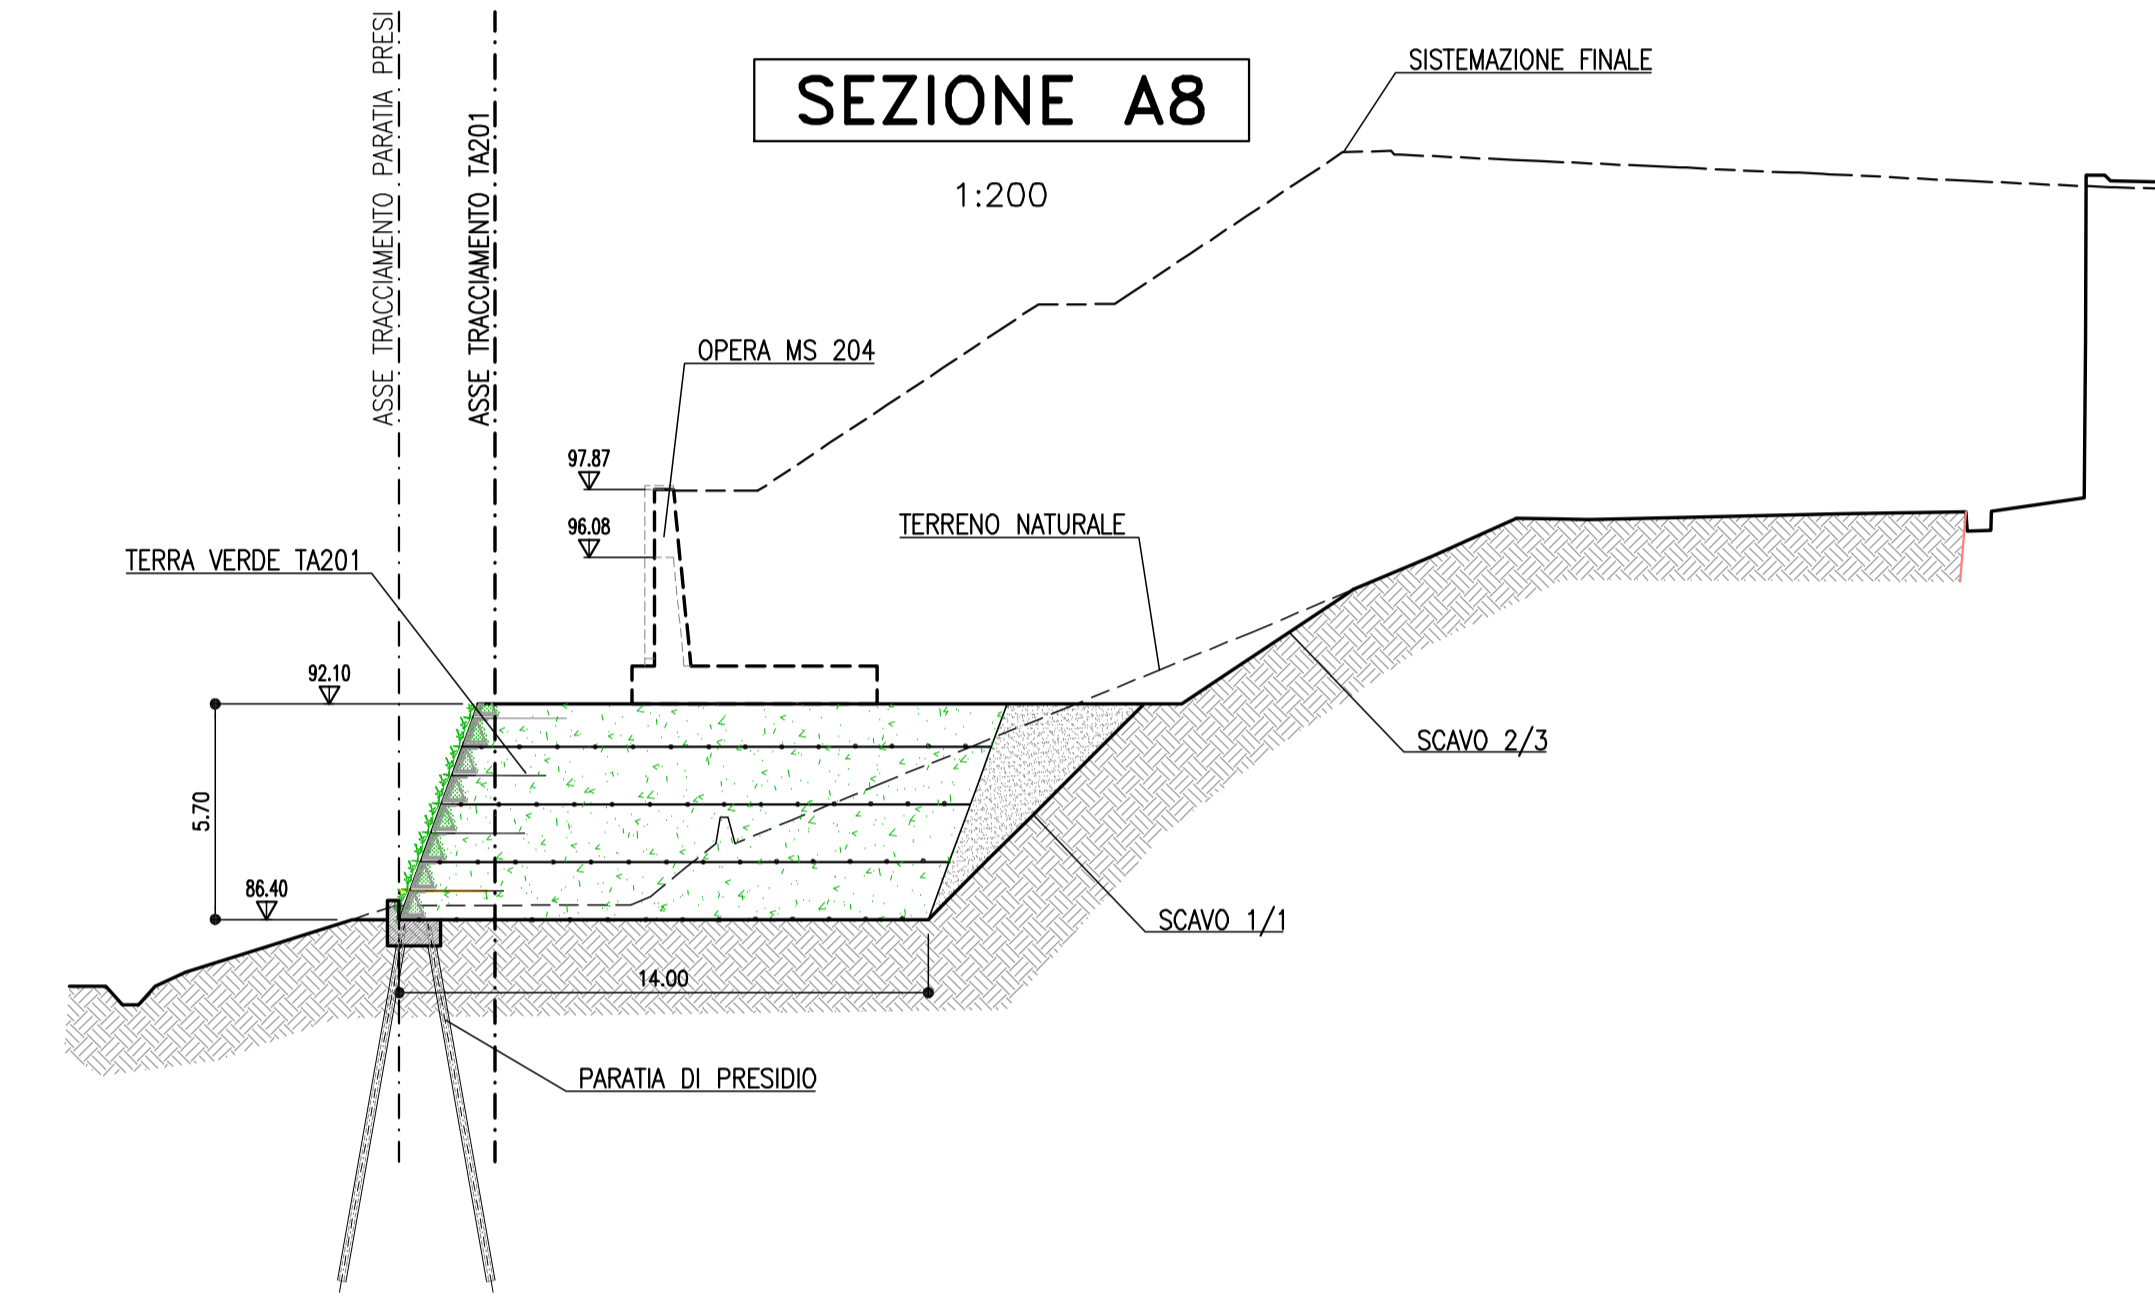 ASSE TRACCIAMENTO PARATIA PRESI
ASSE TRACCIAMENTO TA201
SEZIONE A8
1:200
SISTEMAZIONE FINALE
OPERA MS 204
97.87
96.08
TERRENO NATURALE
TERRA VERDE TA201
92.10
SCAVO 2/3
5.70
86.40
SCAVO 1/1
14.00
PARATIA DI PRESIDIO